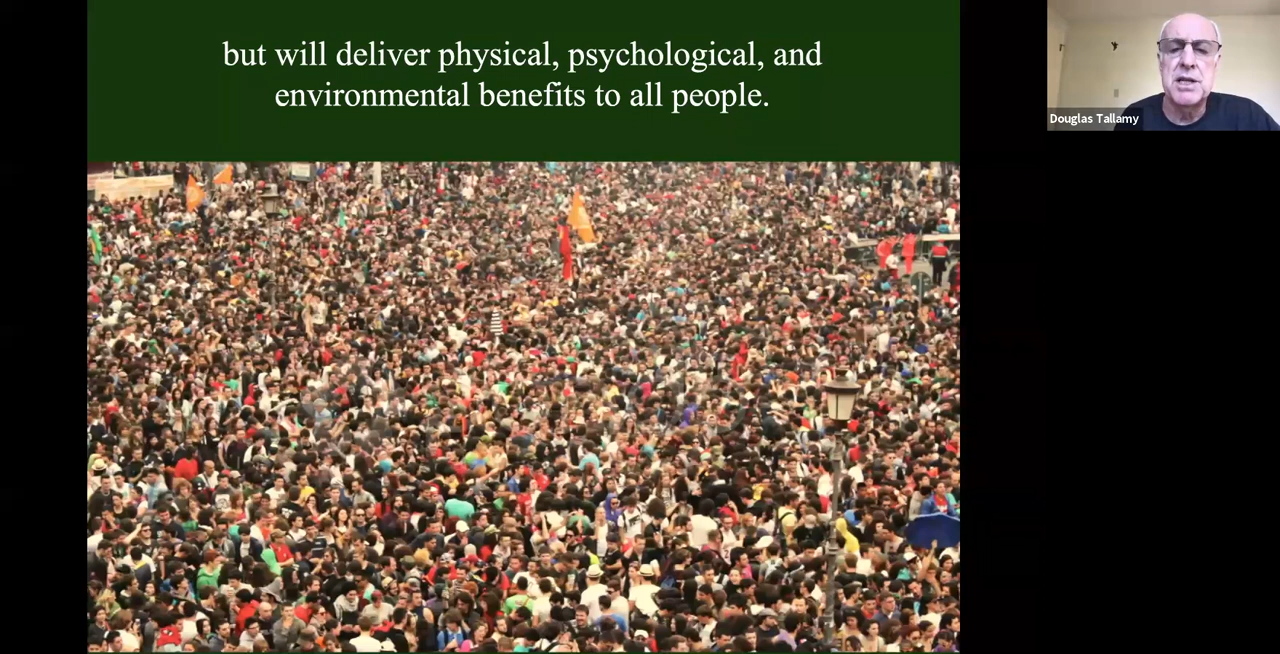 but will deliver physical, psychological, and
environmental benefits to all people.
Douglas Tallamy